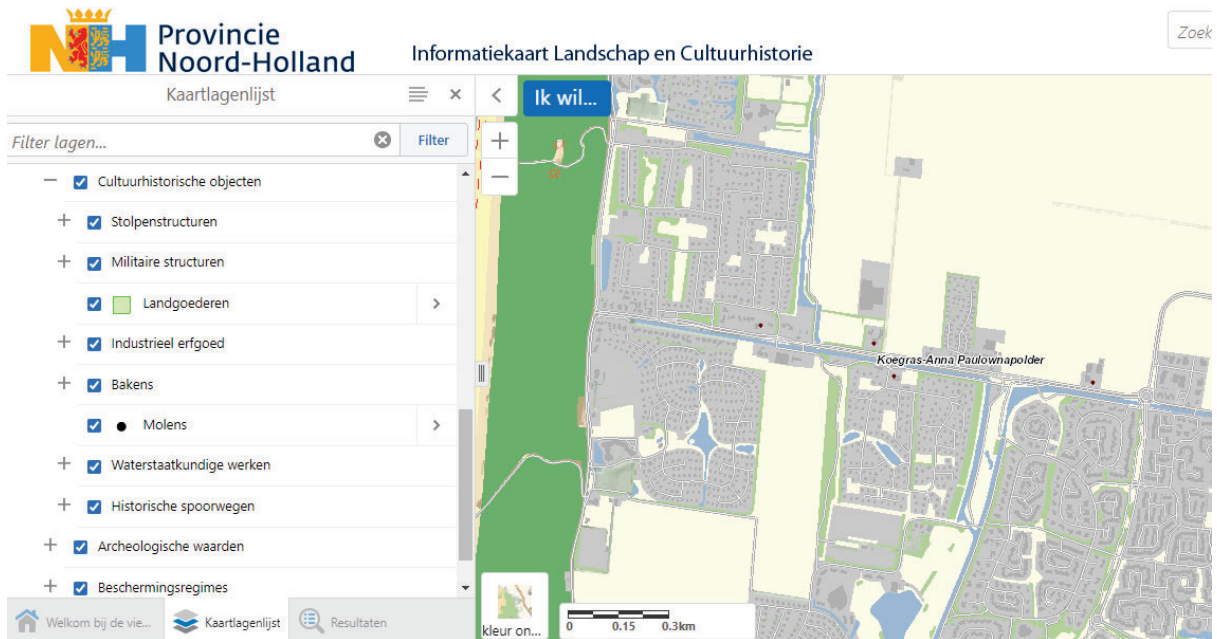 NH
Provincie
Noord-Holland
Informatiekaart Landschap en Cultuurhistorie
Zoek
Kaartlagenlijst
Ik wil...
Filter lagen...
Filter
Cultuurhistorische objecten
Stolpenstructuren
Militaire structuren
Landgoederen
Industrieel erfgoed
Bakens
Molens
Waterstaatkundige werken
Historische spoorwegen
Archeologische waarden
Beschermingsregimes
Koegras-Anna Paulownapolder
Welkom bij de vie...
Kaartlagenlijst
Resultaten
kleur on...
0 0.15 0.3km